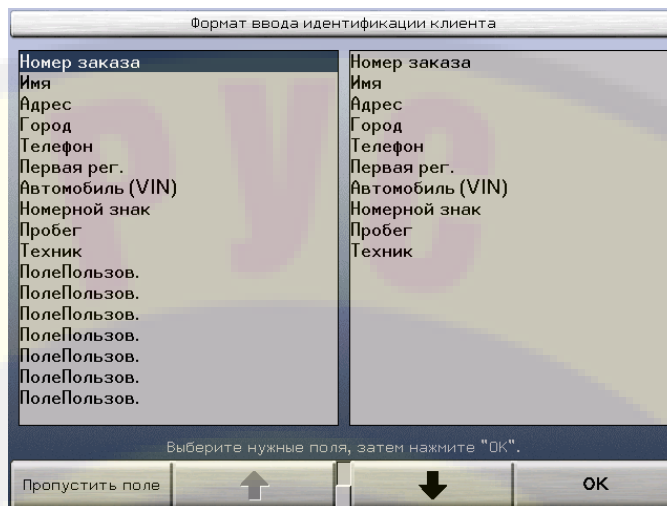 Формат ввода идентификации клиента
Номер заказа
Имя
Адрес
Город
Телефон
Первая рег.
Автомобиль (VIN)
Номерной знак
Пробег
Техник
ПолеПользов.
ПолеПользов.
ПолеПользов.
ПолеПользов.
ПолеПользов.
ПолеПользов.
ПолеПользов.
Номер заказа
Имя
Адрес
Город
Телефон
Первая рег.
Автомобиль (VIN)
Номерной знак
Пробег
Техник
РУС
Выберите нужные поля, затем нажмите "OK".
Пропустить поле
OK